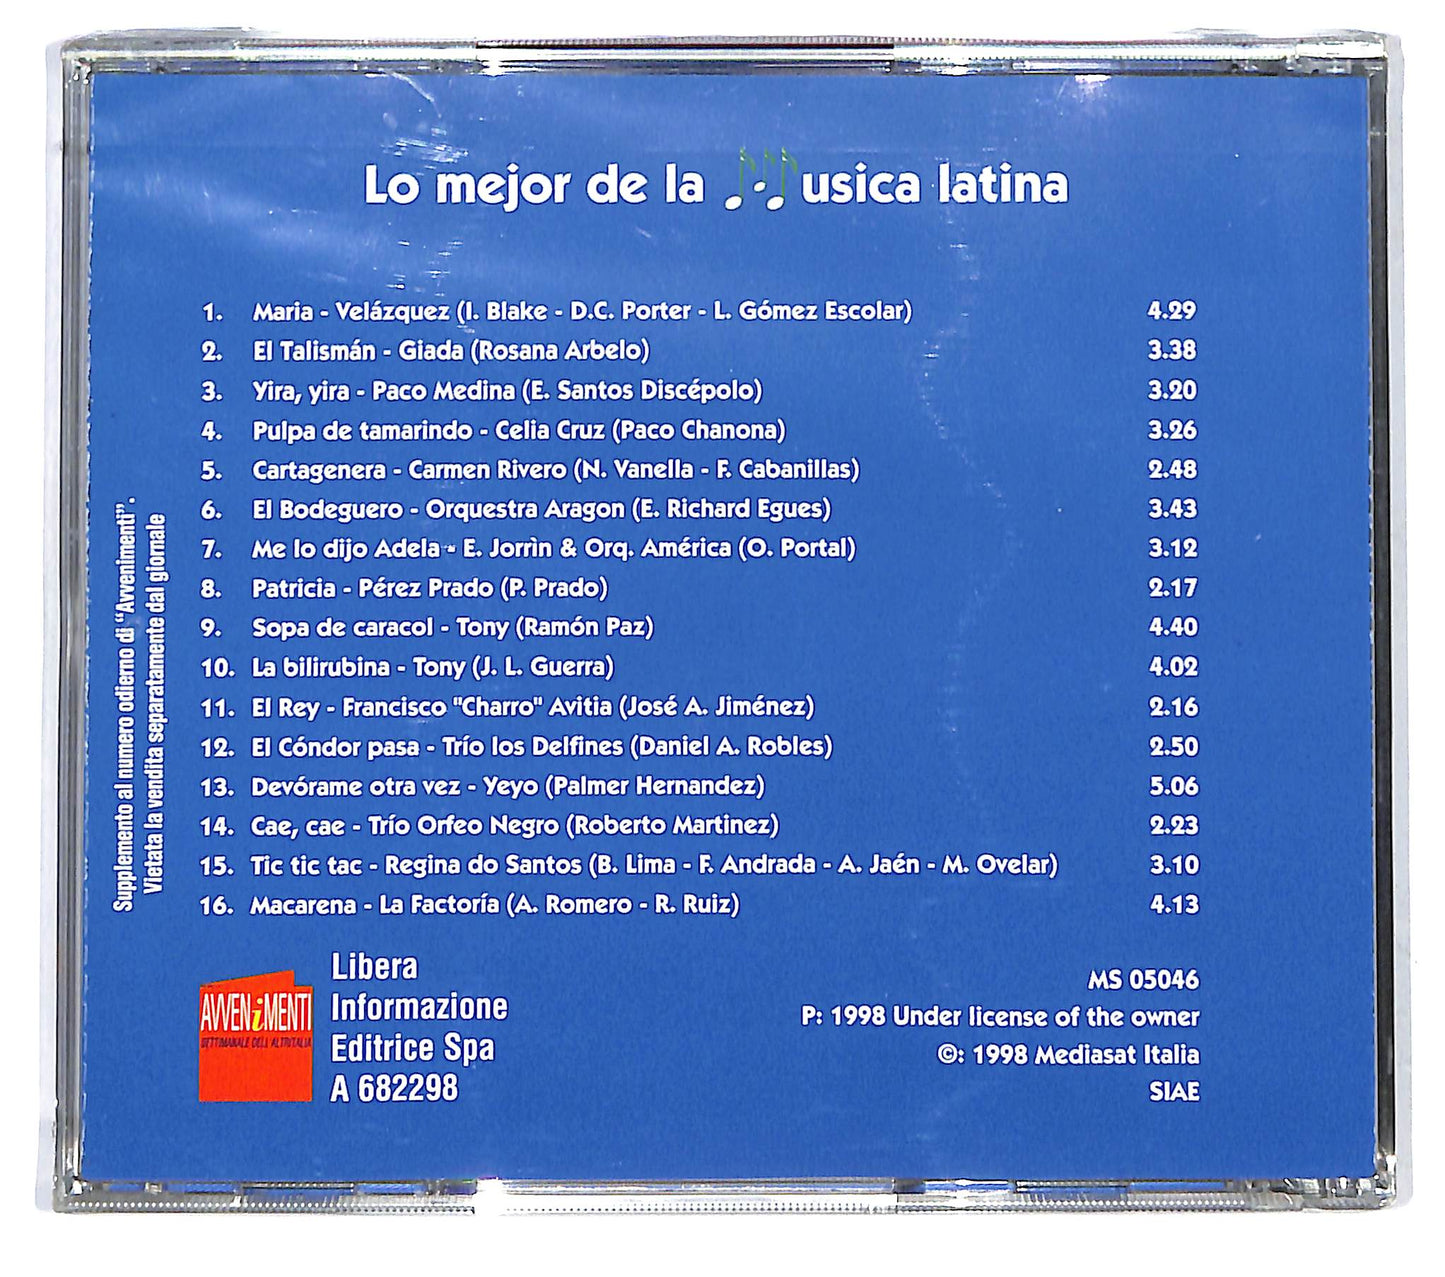 Lo mejor de la Musica latina
1. Maria - Velázquez (I. Blake - D.C. Porter - L. Gómez Escolar) 4.29
2. El Talismán - Giada (Rosana Arbelo) 3.38
3. Yira, yira - Paco Medina (E. Santos Discépolo) 3.20
4. Pulpa de tamarindo - Celia Cruz (Paco Chanona) 3.26
5. Cartagenera - Carmen Rivero (N. Vanella - F. Cabanillas) 2.48
6. El Bodeguero - Orquestra Aragon (E. Richard Egues) 3.43
7. Me lo dijo Adela - E. Jorrìn & Orq. América (O. Portal) 3.12
8. Patricia - Pérez Prado (P. Prado) 2.17
9. Sopa de caracol - Tony (Ramón Paz) 4.40
10. La bilirubina - Tony (J. L. Guerra) 4.02
11. El Rey - Francisco "Charro" Avitia (José A. Jiménez) 2.16
12. El Cóndor pasa - Trío los Delfines (Daniel A. Robles) 2.50
13. Devórame otra vez - Yeyo (Palmer Hernandez) 5.06
14. Cae, cae - Trío Orfeo Negro (Roberto Martinez) 2.23
15. Tic tic tac - Regina do Santos (B. Lima - F. Andrada - A. Jaén - M. Ovelar) 3.10
16. Macarena - La Factoría (A. Romero - R. Ruiz) 4.13
Supplemento al numero odierno di "Avvenimenti".
Vietata la vendita separatamente dal giornale
AVVENiMENTI
SETTIMANALE DELL'ALTRITALIA
Libera
Informazione
Editrice Spa
A 682298
MS 05046
P: 1998 Under license of the owner
©: 1998 Mediasat Italia
SIAE